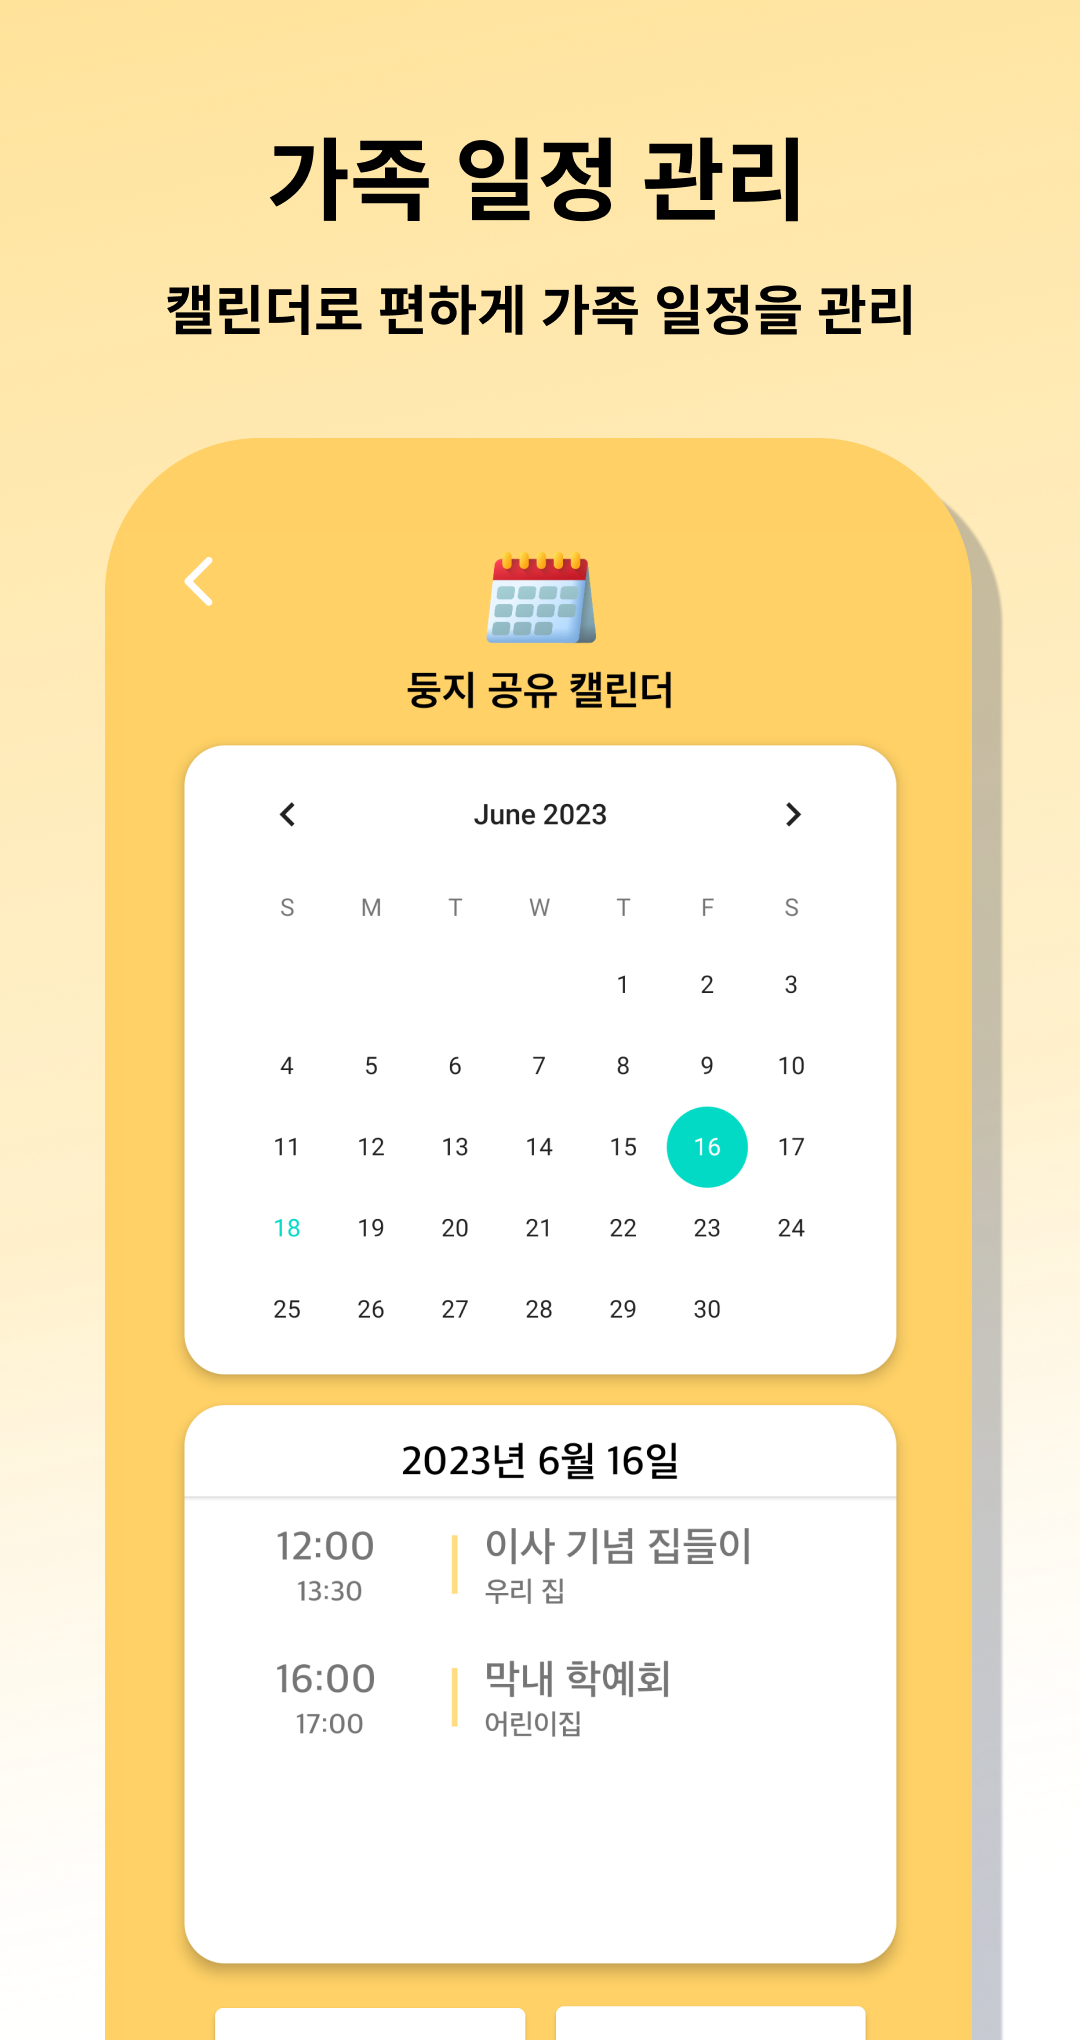 가족 일정 관리
캘린더로 편하게 가족 일정을 관리
둥지 공유 캘린더
June 2023
S M T W T F S
1 2 3
4 5 6 7 8 9 10
11 12 13 14 15 16 17
18 19 20 21 22 23 24
25 26 27 28 29 30
2023년 6월 16일
12:00 이사 기념 집들이
13:30 우리 집
16:00 막내 학예회
17:00 어린이집